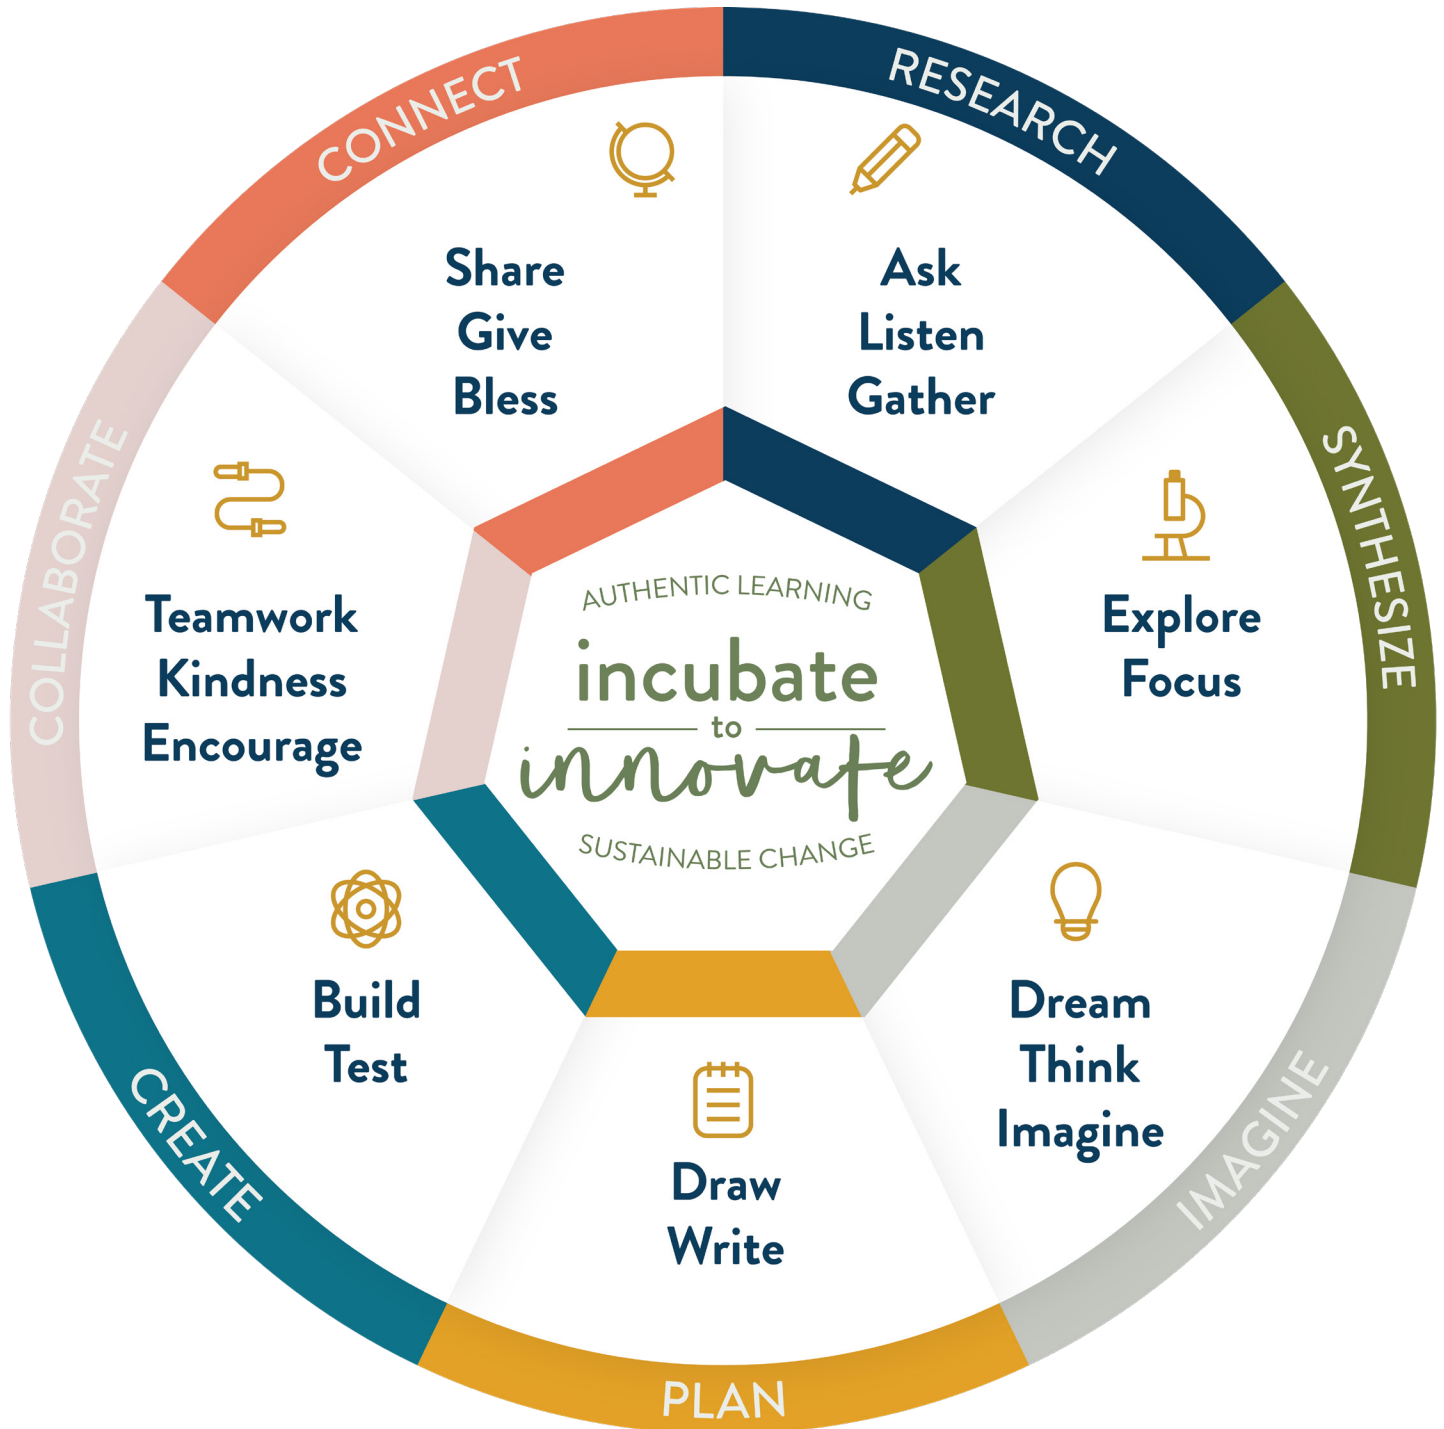 CONNECT
Share
Give
Bless
RESEARCH
Ask
Listen
Gather
SYNTHESIZE
Explore
Focus
IMAGINE
Dream
Think
Imagine
PLAN
Draw
Write
CREATE
Build
Test
COLLABORATE
Teamwork
Kindness
Encourage
AUTHENTIC LEARNING
incubate
to
innovate
SUSTAINABLE CHANGE